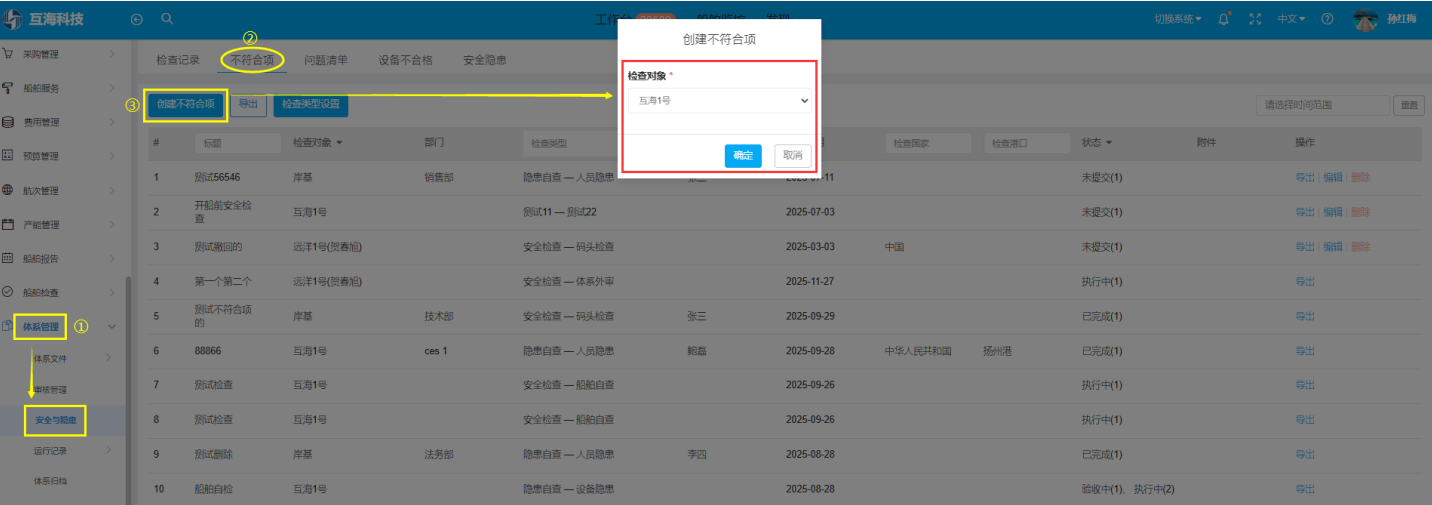 互海科技
工作台
船舶监控
发现
切换系统
中文
孙红梅
采购管理
船舶服务
费用管理
预算管理
航次管理
产能管理
船舶报告
船舶检查
体系管理
①
体系文件
审核管理
安全与隐患
运行记录
体系归档
②
检查记录 不符合项 问题清单 设备不合格 安全隐患
③
创建不符合项 导出 检查类型设置
请选择时间范围 重置
创建不符合项
检查对象 *
互海1号
确定 取消
# 标题 检查对象 部门 检查类型 检查国家 检查港口 状态 附件 操作
1 测试56546 岸基 销售部 隐患自查 — 人员隐患 未提交(1) 导出 编辑 删除
2 开船前安全检查 互海1号 测试11 — 测试22 2025-07-03 未提交(1) 导出 编辑 删除
3 测试撤回的 远洋1号(贺春旭) 安全检查 — 码头检查 2025-03-03 中国 未提交(1) 导出 编辑 删除
4 第一个第二个 远洋1号(贺春旭) 安全检查 — 体系外审 2025-11-27 执行中(1) 导出
5 测试不符合项的 岸基 技术部 安全检查 — 码头检查 张三 2025-09-29 已完成(1) 导出
6 88866 互海1号 ces 1 隐患自查 — 人员隐患 鲍磊 2025-09-28 中华人民共和国 扬州港 已完成(1) 导出
7 测试检查 互海1号 安全检查 — 船舶自查 2025-09-26 执行中(1) 导出
8 测试检查 互海1号 安全检查 — 船舶自查 2025-09-26 执行中(1) 导出
9 测试删除 岸基 法务部 隐患自查 — 人员隐患 李四 2025-08-28 已完成(1) 导出
10 船舶自检 互海1号 隐患自查 — 设备隐患 2025-08-28 验收中(1)、执行中(2) 导出